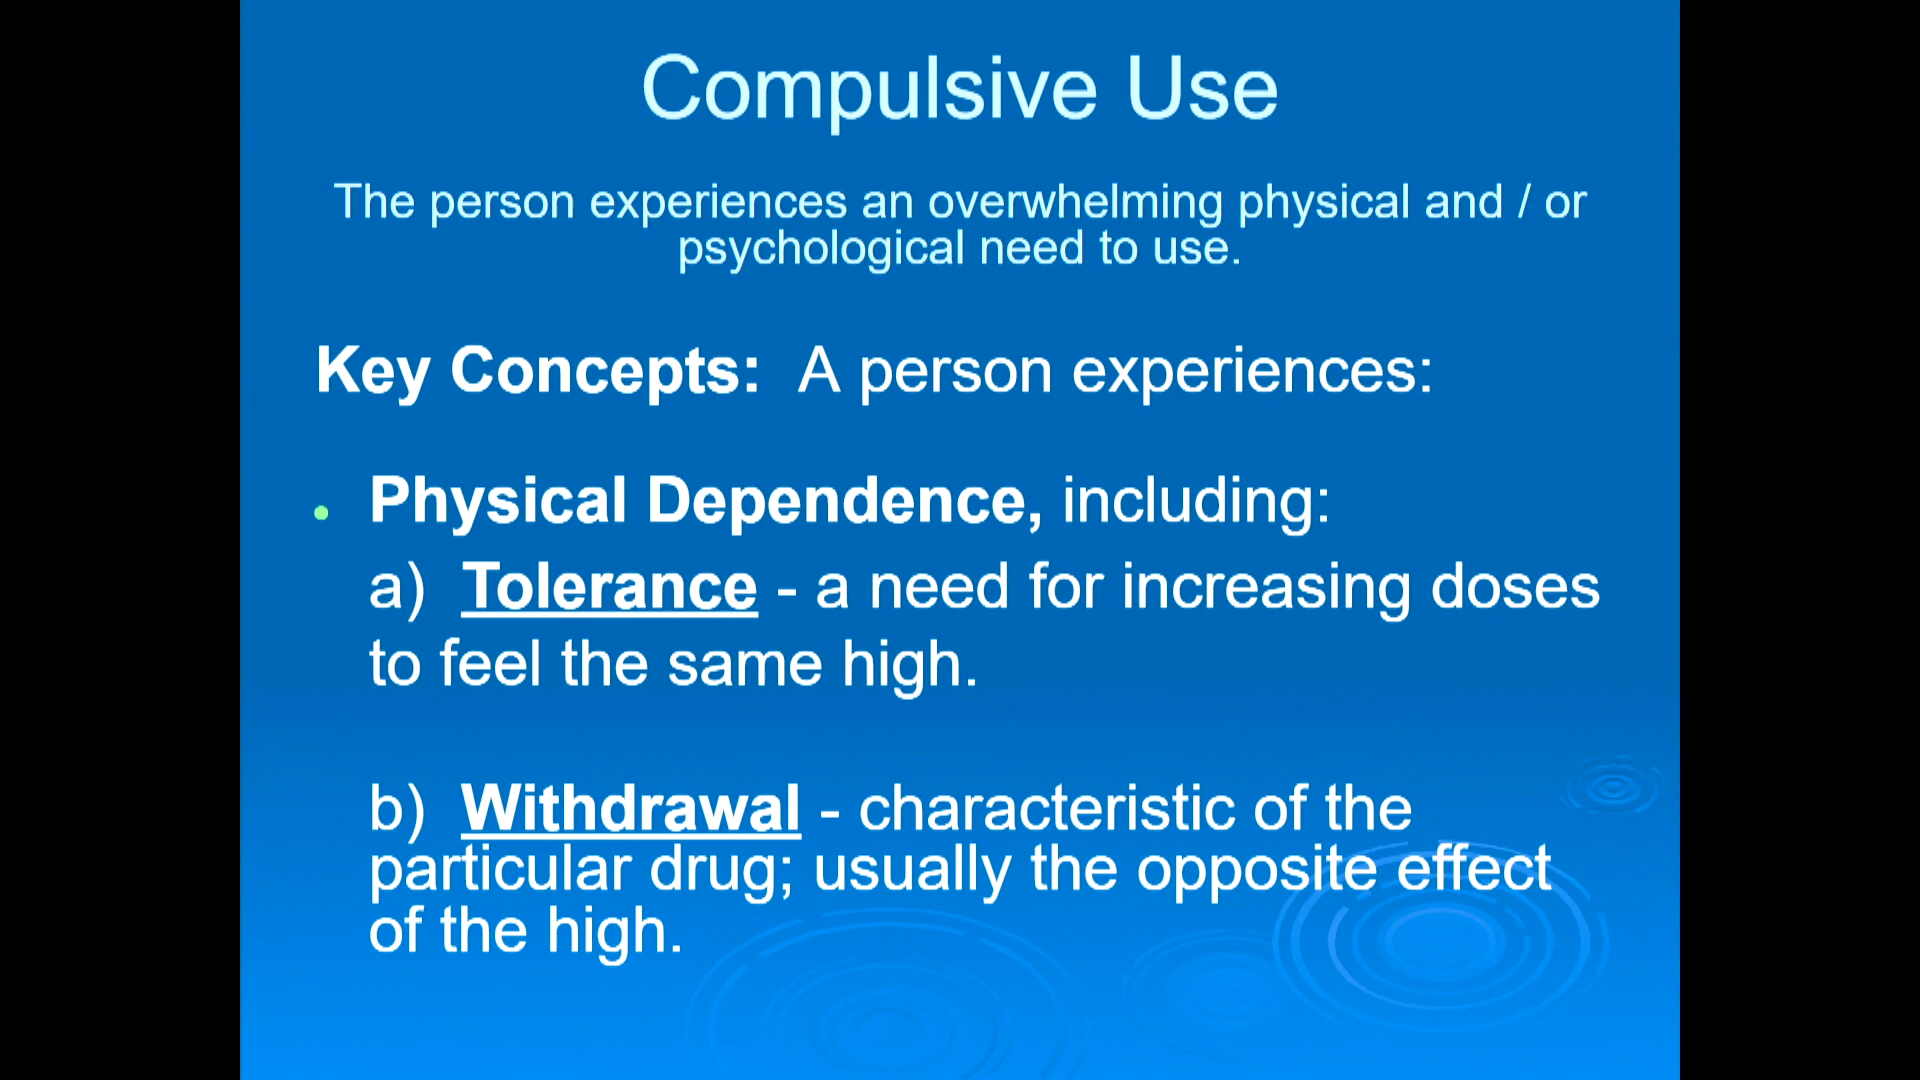 Compulsive Use
The person experiences an overwhelming physical and / or
psychological need to use.
Key Concepts: A person experiences:
• Physical Dependence, including:
a) Tolerance - a need for increasing doses
to feel the same high.
b) Withdrawal - characteristic of the
particular drug; usually the opposite effect
of the high.